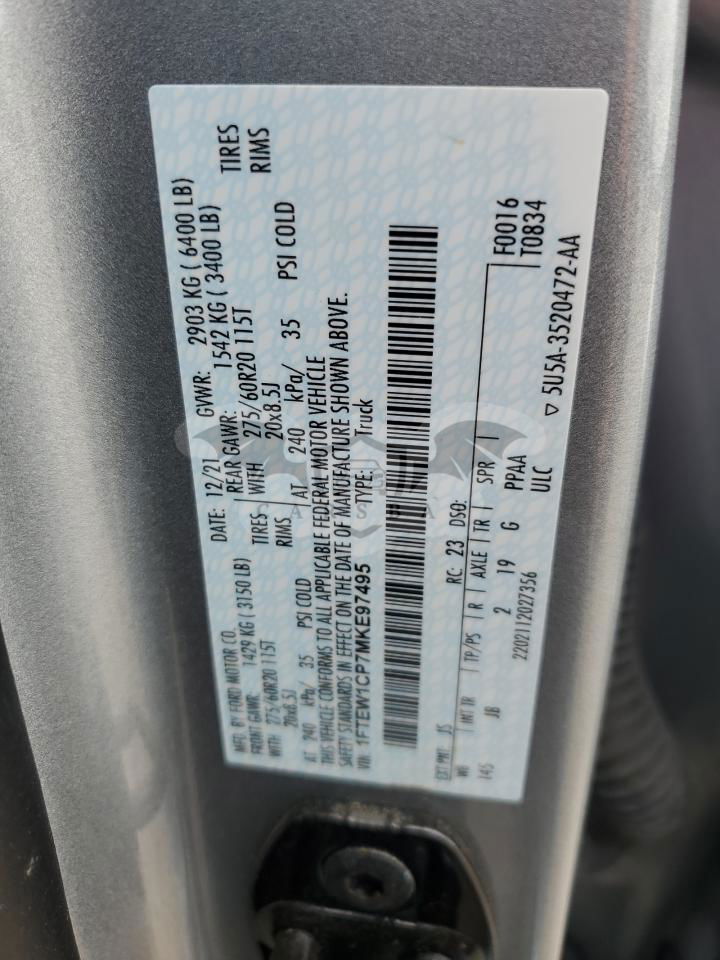 MFD. BY FORD MOTOR CO.
DATE: 12/21 GVWR: 2903 KG ( 6400 LB)
FRONT GAWR: 1429 KG ( 3150 LB)
REAR GAWR: 1542 KG ( 3400 LB)
WITH 275/60R20 115T TIRES
WITH 275/60R20 115T TIRES
20x8.5J RIMS
20x8.5J RIMS
AT 240 kPa/ 35 PSI COLD
AT 240 kPa/ 35 PSI COLD
THIS VEHICLE CONFORMS TO ALL APPLICABLE FEDERAL MOTOR VEHICLE
SAFETY STANDARDS IN EFFECT ON THE DATE OF MANUFACTURE SHOWN ABOVE.
VIN: 1FTEW1CP7MKE97495 TYPE: Truck
F0016
T0834
EXT PNT: JS RC: 23 DSO:
WB INT TR TP/PS R AXLE TR SPR
145 JB 2 19 G PPAA
2202112027356 ULC
5U5A-3520472-AA